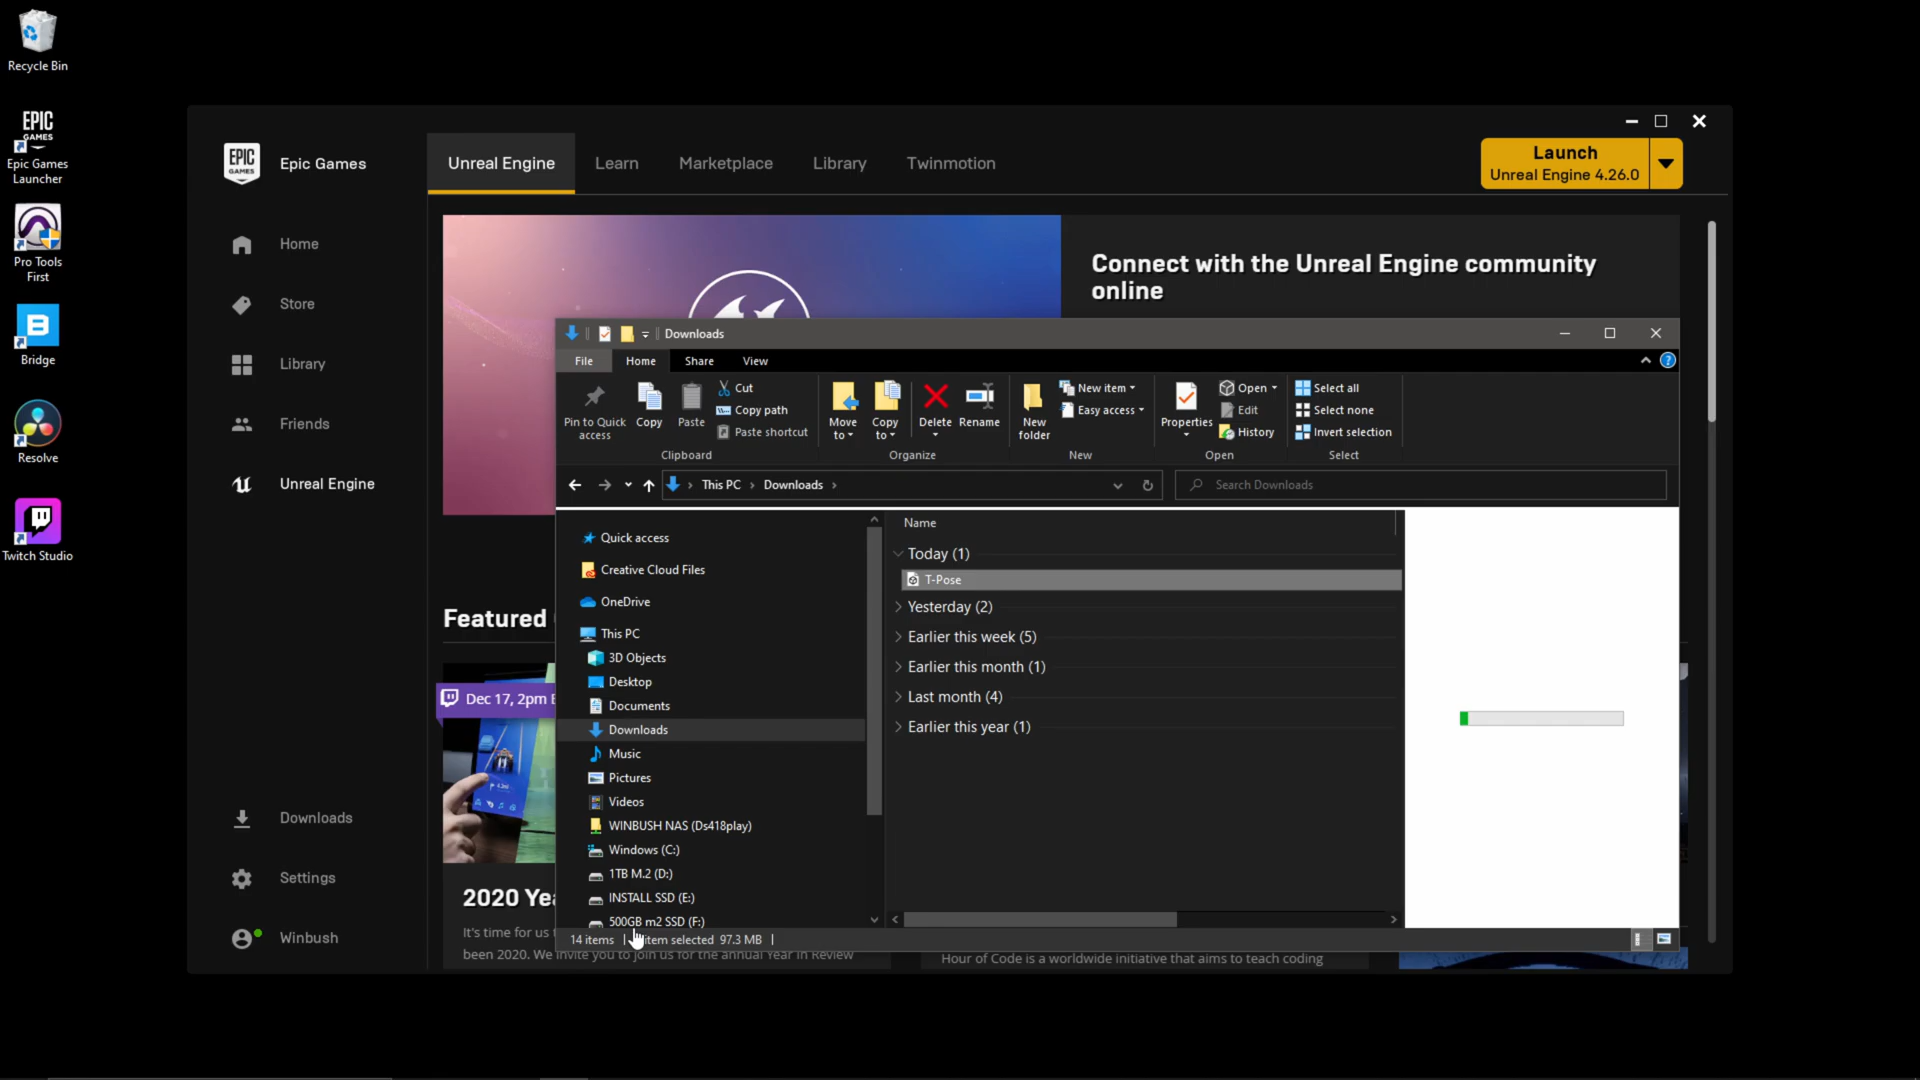 Recycle Bin
EPIC GAMES
Epic Games
Launcher
Pro Tools
First
Bridge
Resolve
Twitch Studio
EPIC GAMES
Epic Games
Unreal Engine
Learn
Marketplace
Library
Twinmotion
Launch
Unreal Engine 4.26.0
Home
Store
Library
Friends
Unreal Engine
Downloads
Settings
Winbush
Connect with the Unreal Engine community
online
Featured
Dec 17, 2pm
2020
It's time for us
been 2020. We invite you to join us for the annual Year in Review
Hour of Code is a worldwide initiative that aims to teach coding
Downloads
File
Home
Share
View
Pin to Quick
access
Copy
Paste
Cut
Copy path
Paste shortcut
Move
to
Copy
to
Delete
Rename
New
folder
New item
Easy access
Properties
Open
Edit
History
Select all
Select none
Invert selection
Clipboard
Organize
New
Open
Select
This PC
Downloads
Search Downloads
Quick access
Creative Cloud Files
OneDrive
This PC
3D Objects
Desktop
Documents
Downloads
Music
Pictures
Videos
WINBUSH NAS (Ds418play)
Windows (C:)
1TB M.2 (D:)
INSTALL SSD (E:)
500GB m2 SSD (F:)
Name
Today (1)
T-Pose
Yesterday (2)
Earlier this week (5)
Earlier this month (1)
Last month (4)
Earlier this year (1)
14 items
item selected 97.3 MB